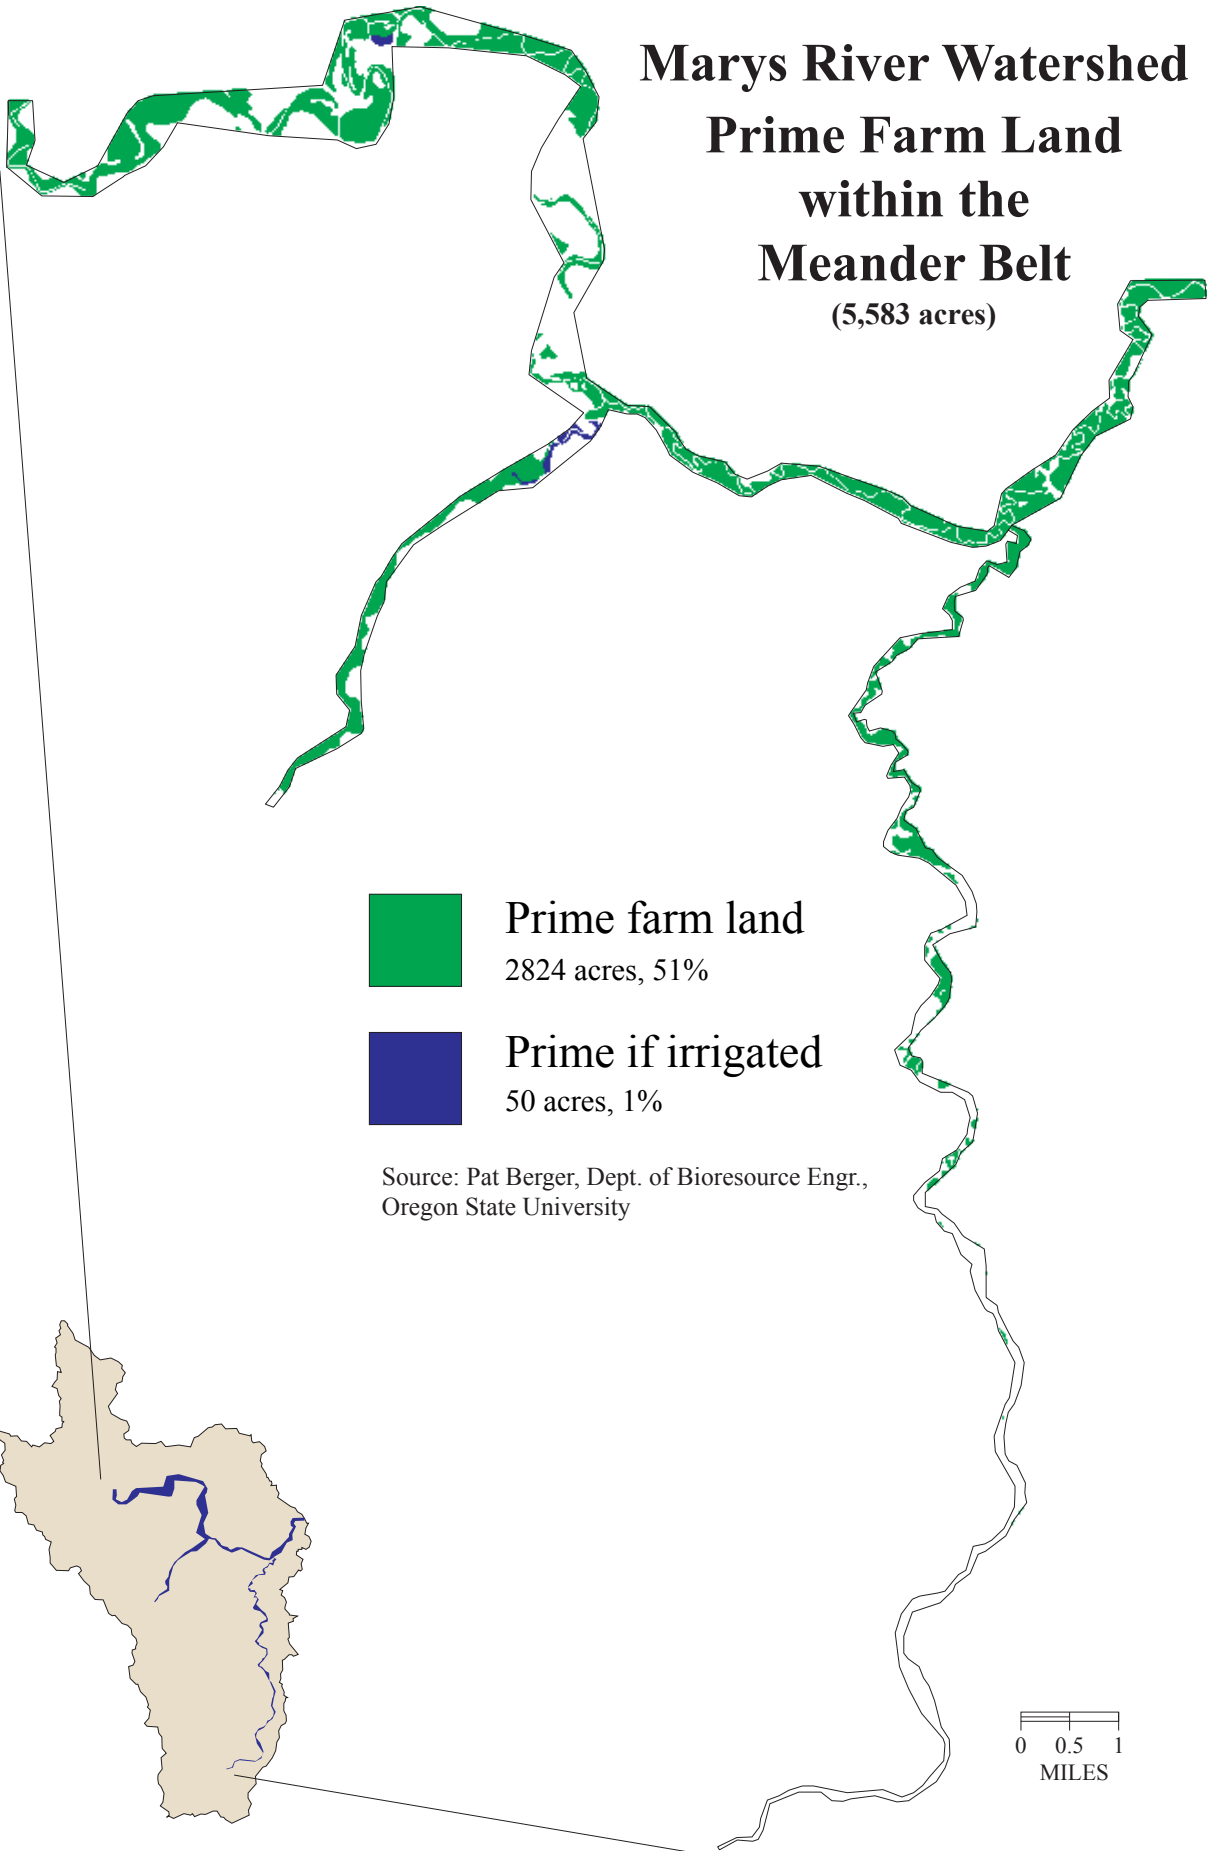 Marys River Watershed
Prime Farm Land
within the
Meander Belt
(5,583 acres)
Prime farm land
2824 acres, 51%
Prime if irrigated
50 acres, 1%
Source: Pat Berger, Dept. of Bioresource Engr.,
Oregon State University
0 0.5 1
MILES